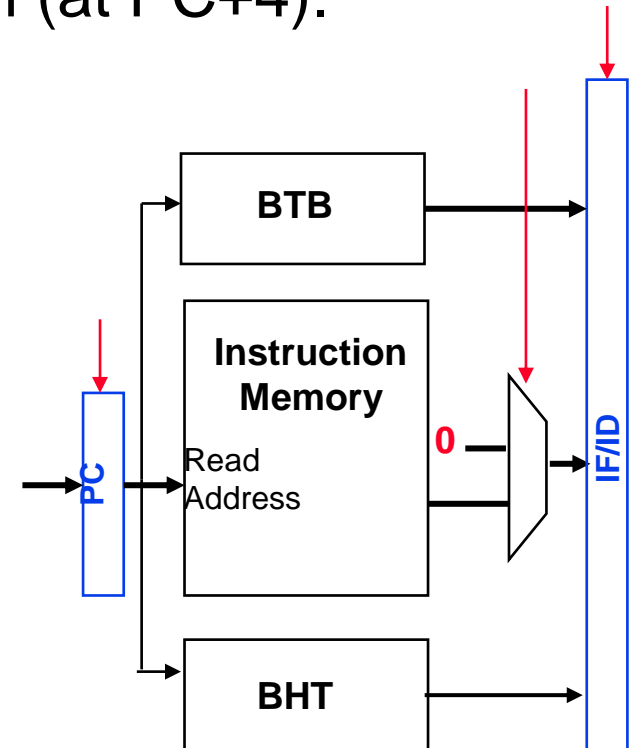 (at PC+4).
BTB
Instruction
Memory
Read
Address
0
PC
IF/ID
BHT